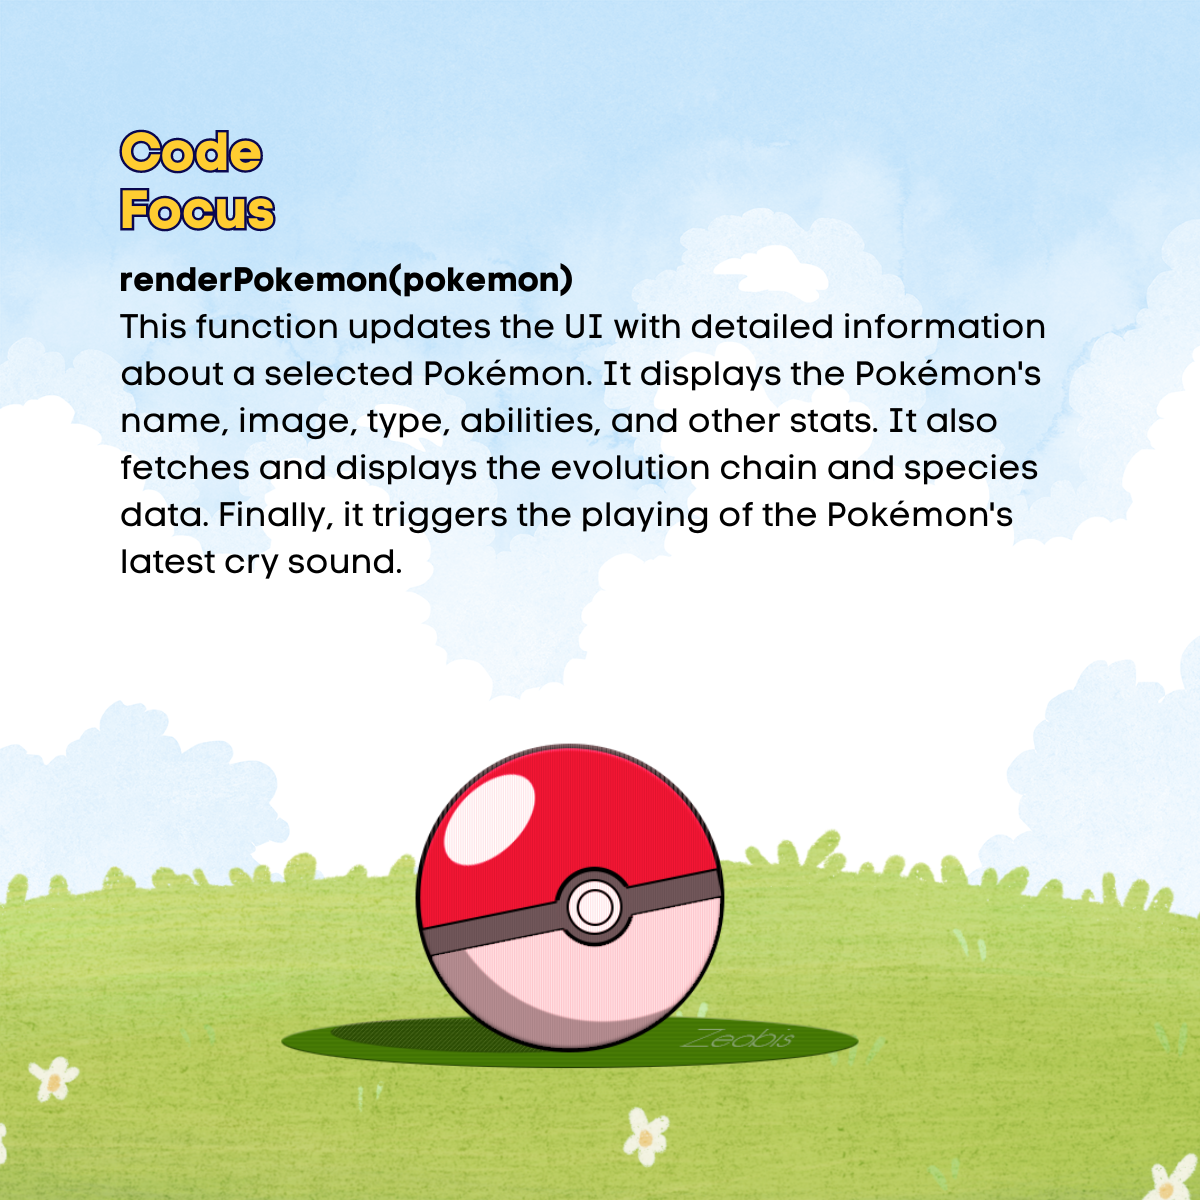 Code
Focus
renderPokemon(pokemon)
This function updates the UI with detailed information
about a selected Pokémon. It displays the Pokémon's
name, image, type, abilities, and other stats. It also
fetches and displays the evolution chain and species
data. Finally, it triggers the playing of the Pokémon's
latest cry sound.
Zeobis